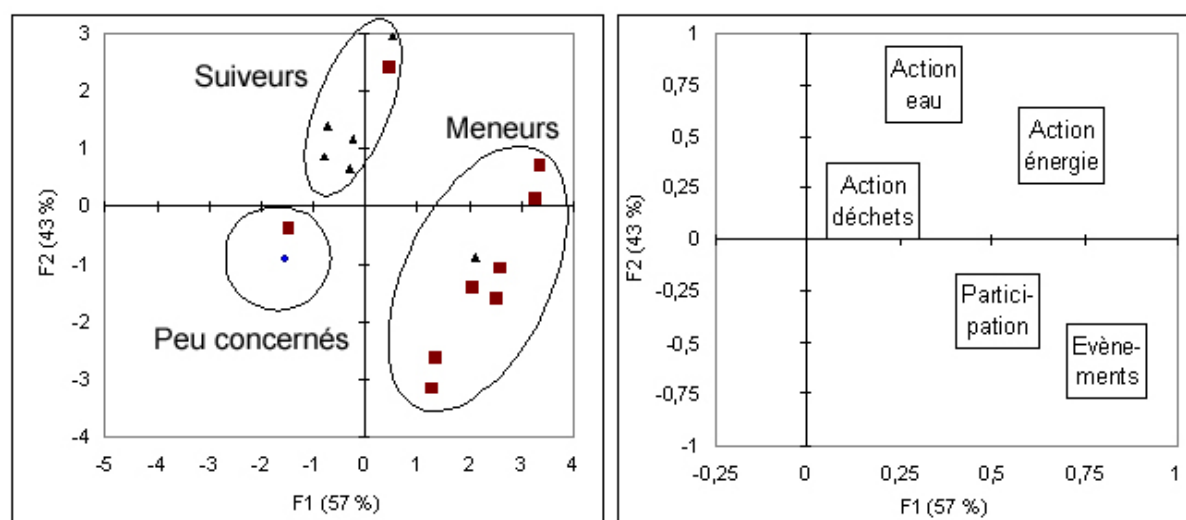 3
2
1
0
-1
-2
-3
-4
F2 (43 %)
Suiveurs
Meneurs
Peu concernés
-5 -4 -3 -2 -1 0 1 2 3 4
F1 (57 %)
1
0,75
0,5
0,25
0
-0,25
-0,5
-0,75
-1
F2 (43 %)
Action
eau
Action
énergie
Action
déchets
Partici-
pation
Evène-
ments
-0,25 0 0,25 0,5 0,75 1
F1 (57 %)